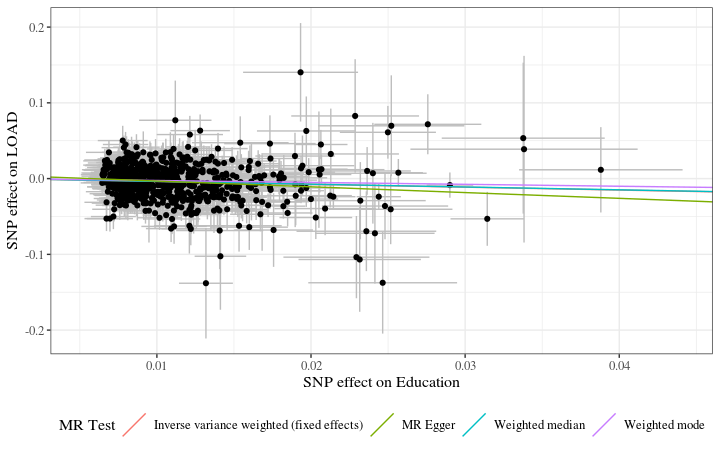 0.2
0.1
0.0
-0.1
-0.2
SNP effect on LOAD
0.01 0.02 0.03 0.04
SNP effect on Education
MR Test Inverse variance weighted (fixed effects) MR Egger Weighted median Weighted mode